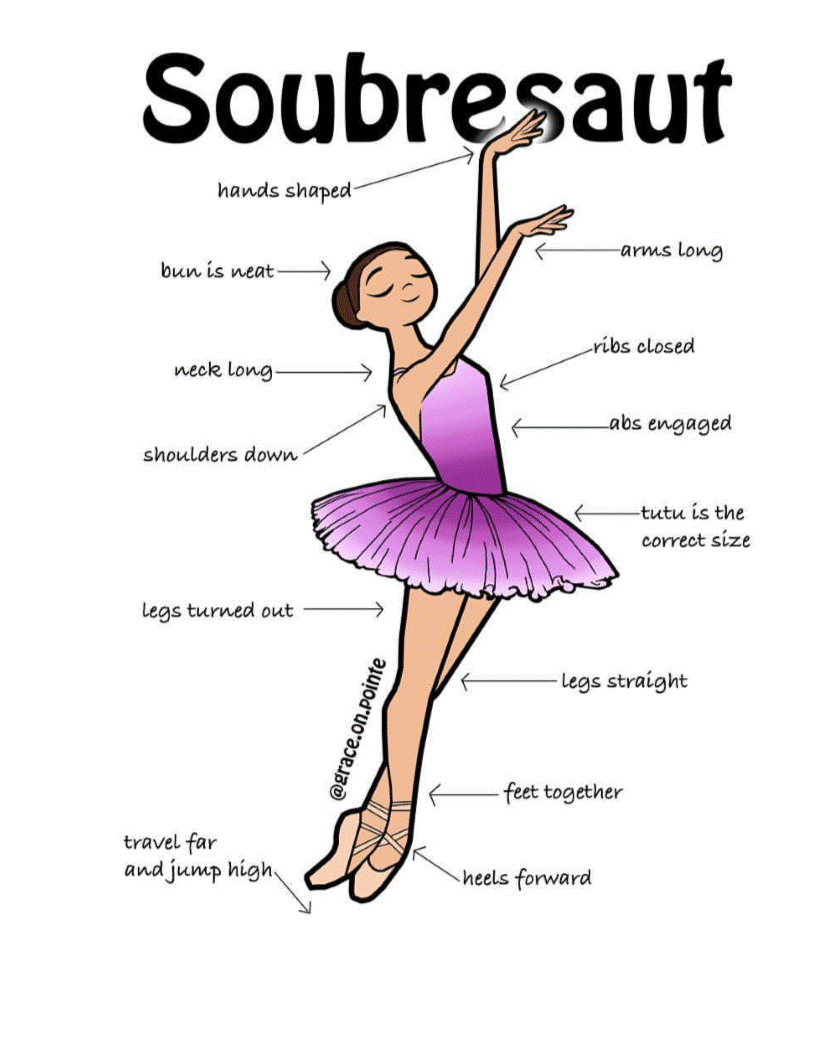 Soubresaut
hands shaped
arms long
bun is neat
ribs closed
neck long
abs engaged
shoulders down
tutu is the
correct size
legs turned out
legs straight
@grace.on.pointe
feet together
travel far
and jump high
heels forward